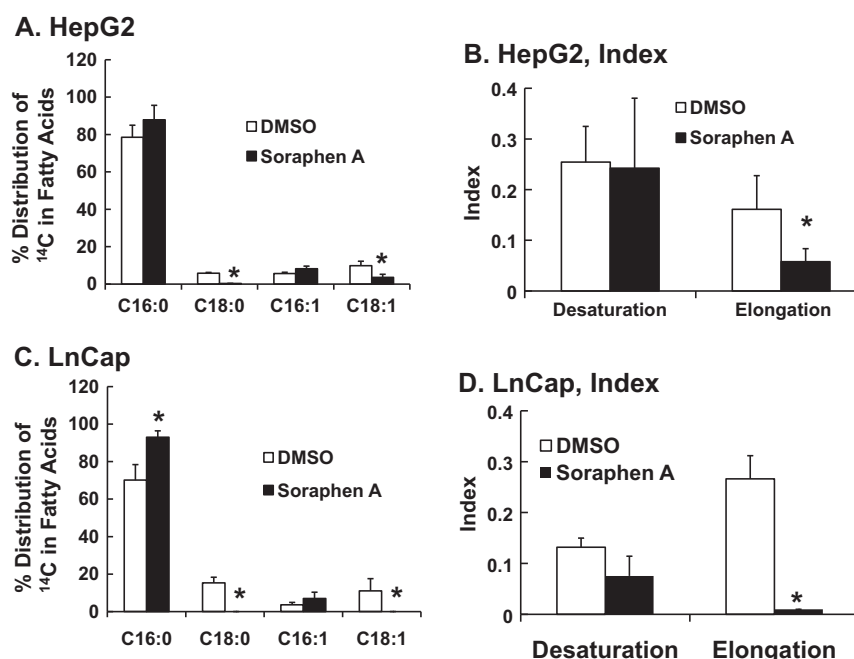 A. HepG2
% Distribution of
¹⁴C in Fatty Acids
120
100
80
60
40
20
0
DMSO
Soraphen A
*
*
C16:0 C18:0 C16:1 C18:1
B. HepG2, Index
Index
0.4
0.3
0.2
0.1
0
DMSO
Soraphen A
*
Desaturation Elongation
C. LnCap
% Distribution of
¹⁴C in Fatty Acids
120
100
80
60
40
20
0
*
DMSO
Soraphen A
*
*
C16:0 C18:0 C16:1 C18:1
D. LnCap, Index
Index
0.4
0.3
0.2
0.1
0
DMSO
Soraphen A
*
Desaturation Elongation